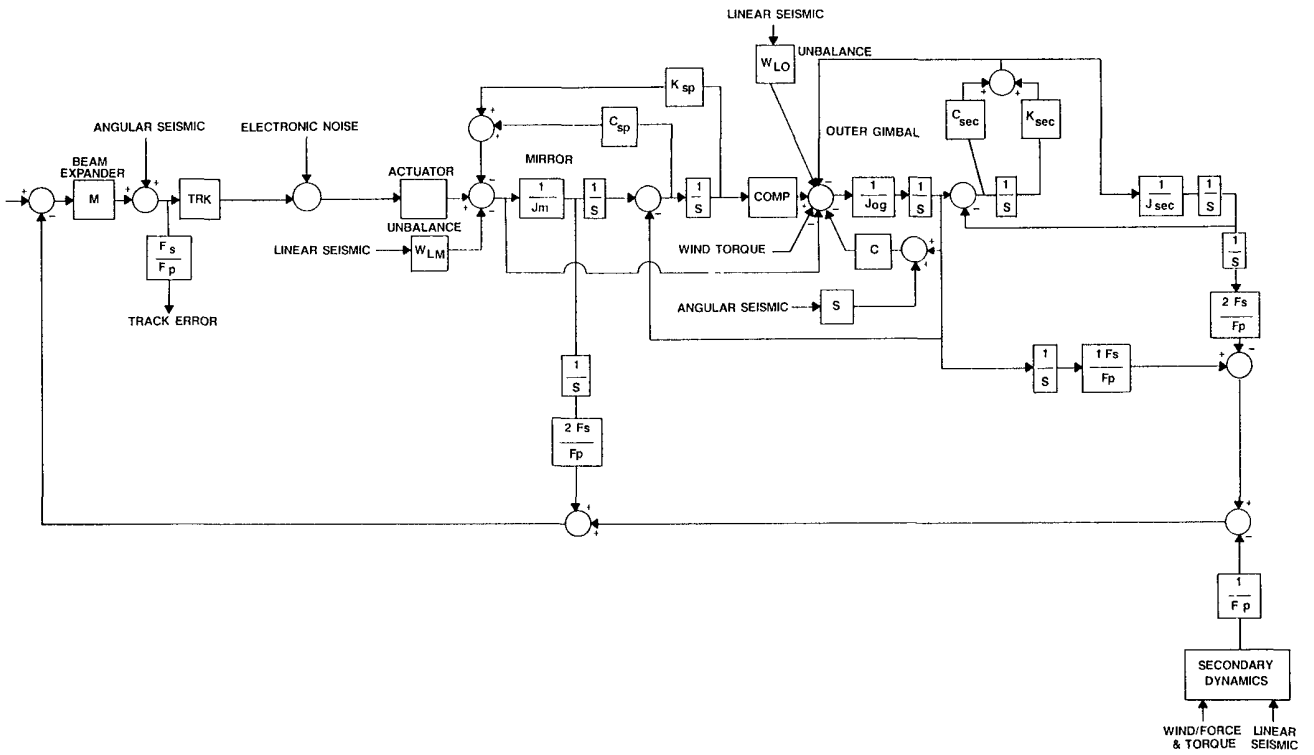 LINEAR SEISMIC
UNBALANCE
W LO
K sp
C sp
ANGULAR SEISMIC
ELECTRONIC NOISE
C sec
K sec
OUTER GIMBAL
BEAM
EXPANDER
ACTUATOR
MIRROR
+
-
M
+
+
TRK
+
-
-
1
Jm
1
S
-
1
S
COMP
+
-
-
-
-
1
Jog
1
S
-
1
S
1
Jsec
1
S
F s
F p
UNBALANCE
LINEAR SEISMIC
W LM
WIND TORQUE
C
+
+
1
S
TRACK ERROR
ANGULAR SEISMIC
S
2 Fs
Fp
1
S
1
S
1 Fs
Fp
+
-
2 Fs
Fp
+
+
+
-
1
F p
SECONDARY
DYNAMICS
WIND/FORCE
& TORQUE
LINEAR
SEISMIC